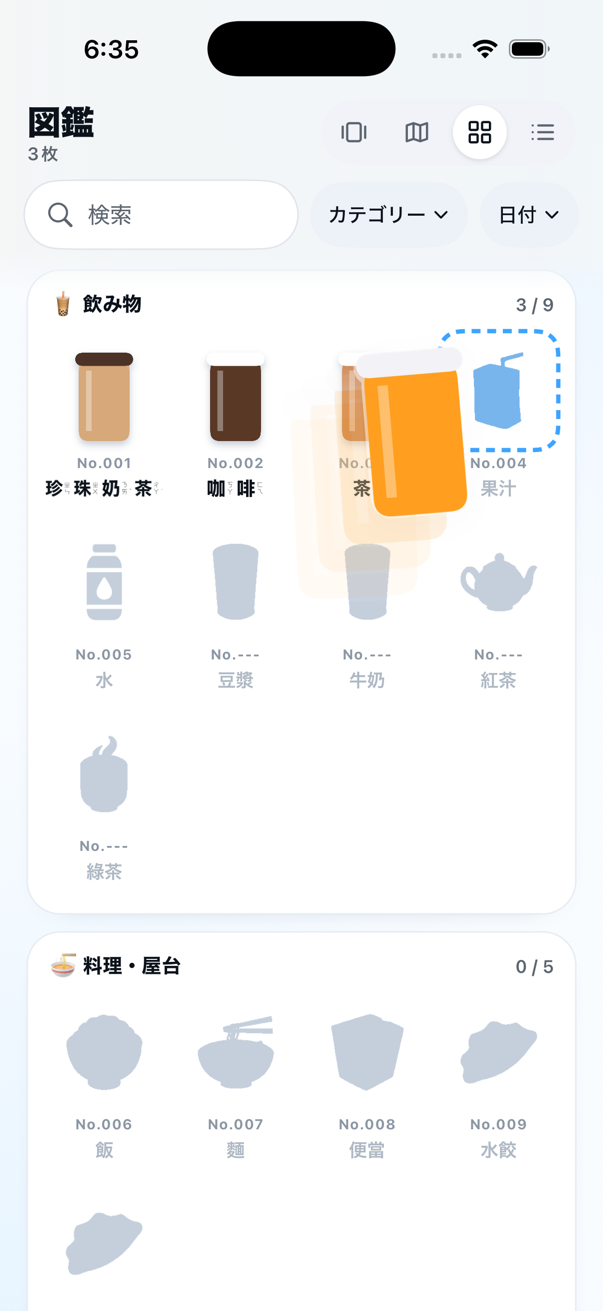 6:35
図鑑
3枚
検索
カテゴリー
日付
飲み物
3 / 9
No.001
No.002
No.004
珍珠奶茶
咖啡
茶
果汁
No.005
No.---
No.---
No.---
水
豆漿
牛奶
紅茶
No.---
綠茶
料理・屋台
0 / 5
No.006
No.007
No.008
No.009
飯
麵
便當
水餃